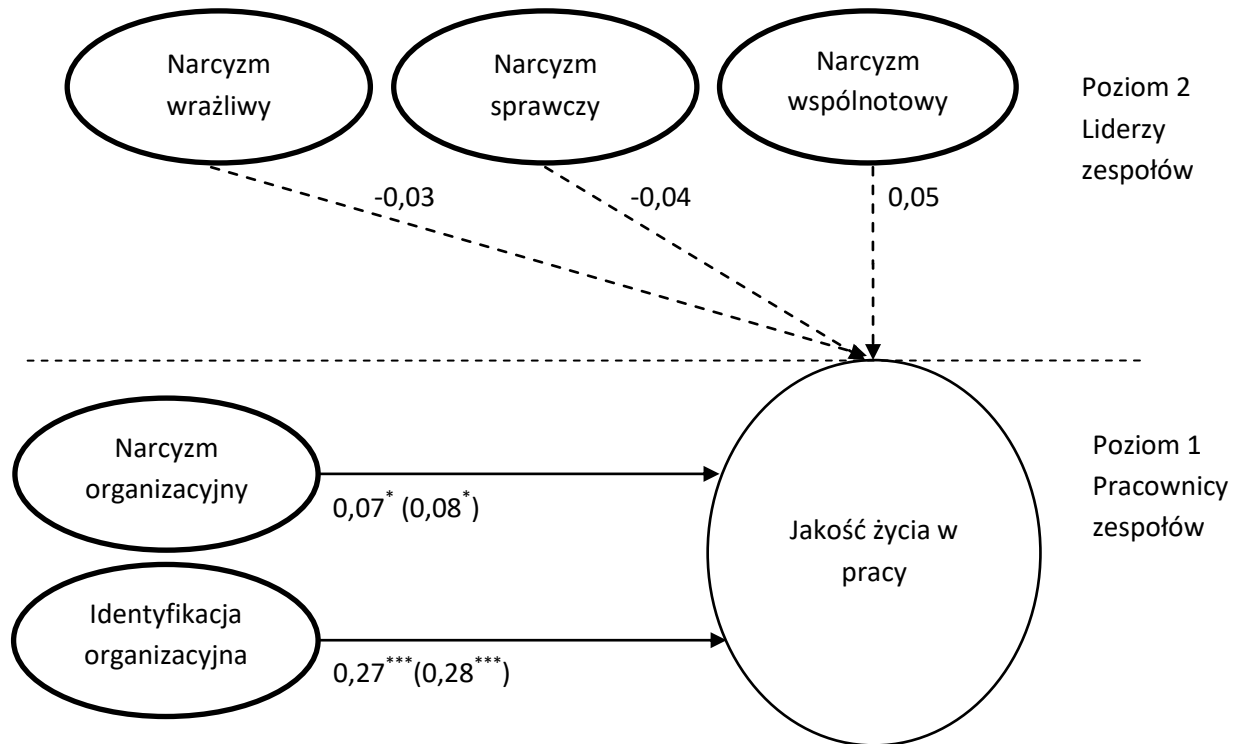 Narcyzm
wrażliwy
Narcyzm
sprawczy
Narcyzm
wspólnotowy
Poziom 2
Liderzy
zespołów
-0,03
-0,04
0,05
Narcyzm
organizacyjny
0,07* (0,08*)
Poziom 1
Pracownicy
zespołów
Jakość życia w
pracy
Identyfikacja
organizacyjna
0,27***(0,28***)